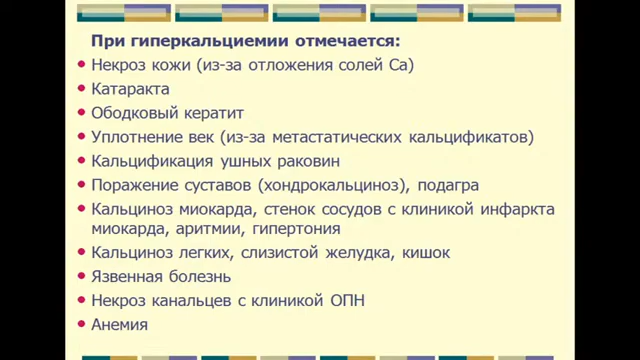 При гиперкальциемии отмечается:
Некроз кожи (из-за отложения солей Са)
Катаракта
Ободковый кератит
Уплотнение век (из-за метастатических кальцификатов)
Кальцификация ушных раковин
Поражение суставов (хондрокальциноз), подагра
Кальциноз миокарда, стенок сосудов с клиникой инфаркта
миокарда, аритмии, гипертония
Кальциноз легких, слизистой желудка, кишок
Язвенная болезнь
Некроз канальцев с клиникой ОПН
Анемия